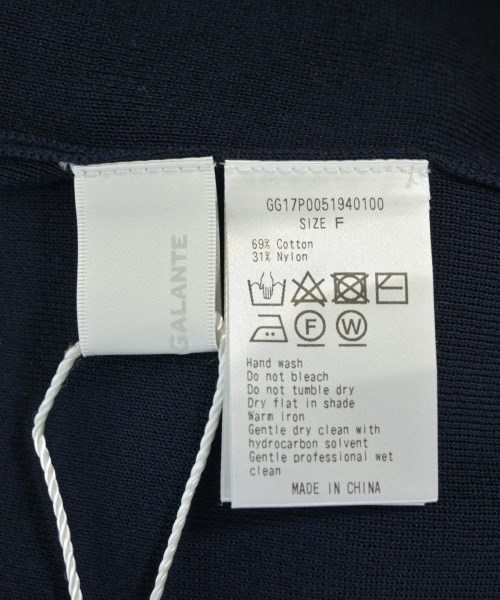 GALANTE
GG17P0051940100
SIZE F
69% Cotton
31% Nylon
F
W
Hand wash
Do not bleach
Do not tumble dry
Dry flat in shade
Warm iron
Gentle dry clean with
hydrocarbon solvent
Gentle professional wet
clean
MADE IN CHINA